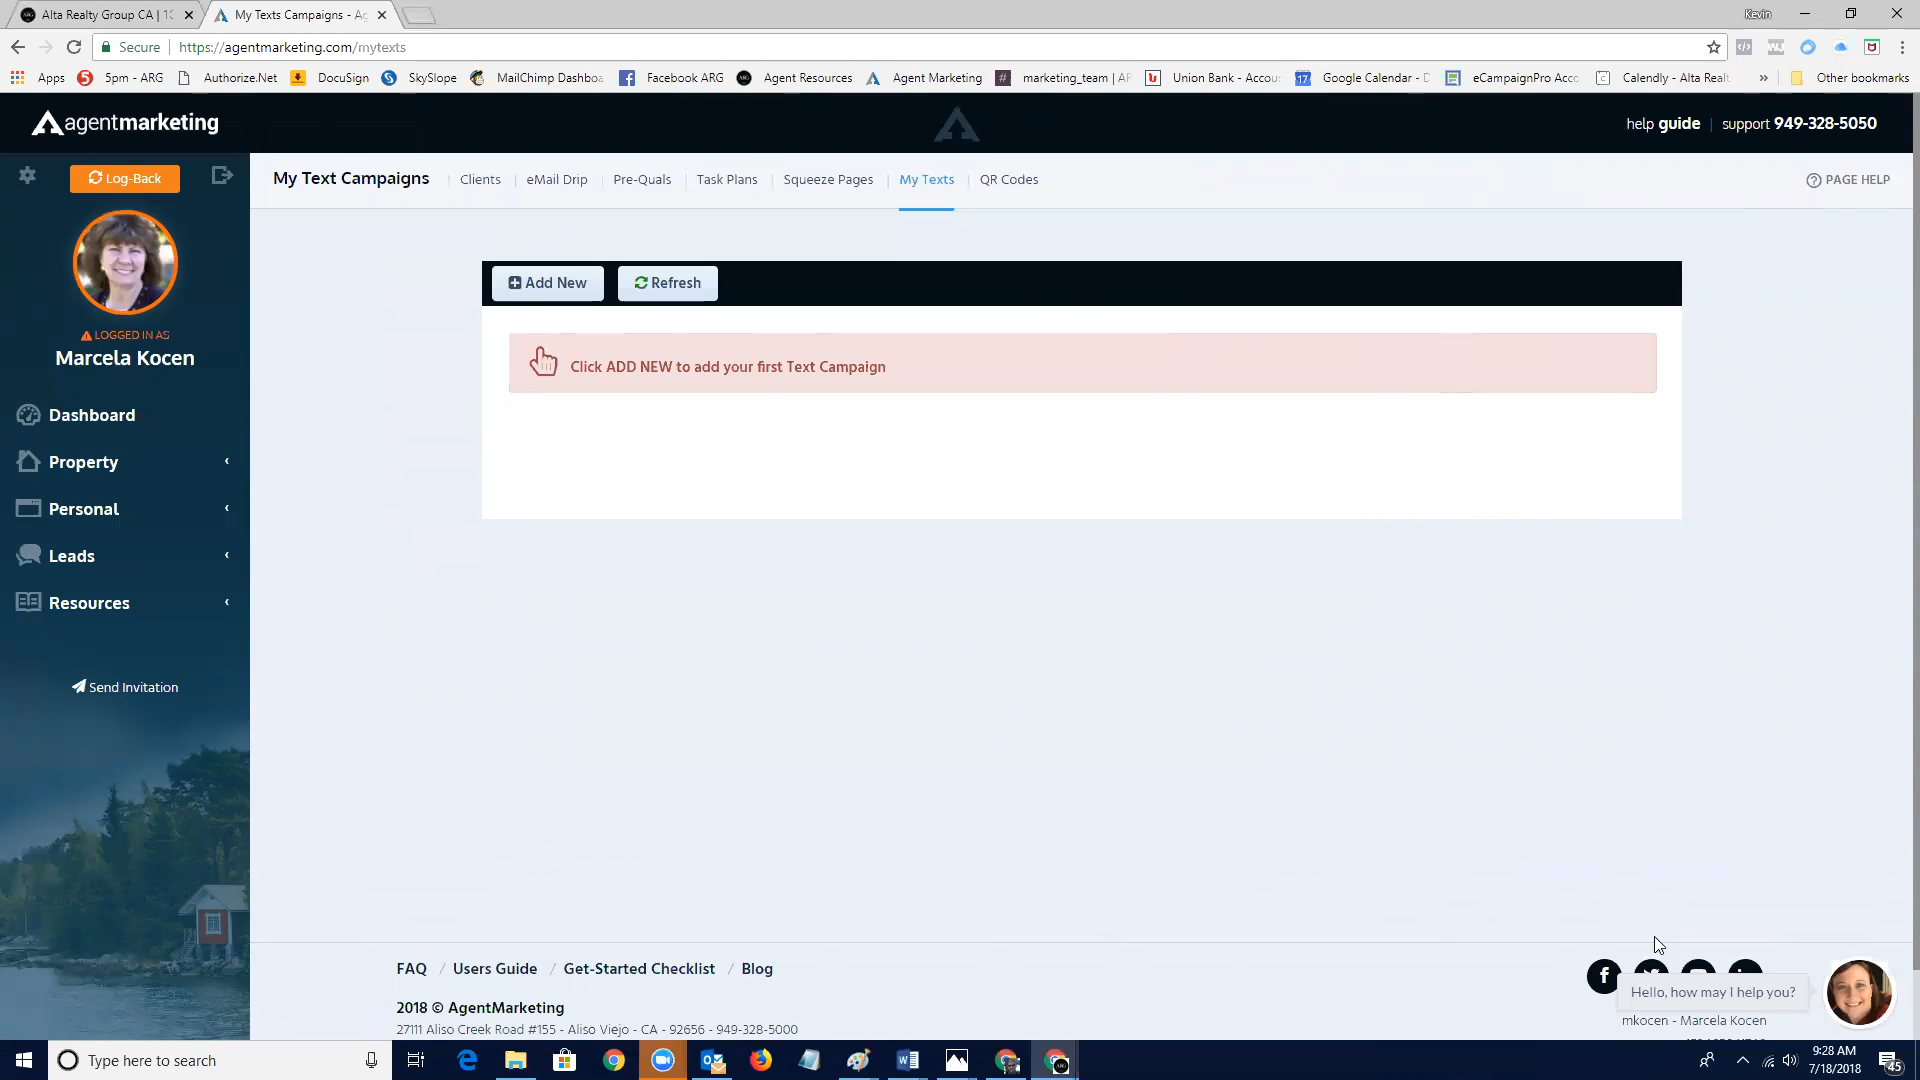 Alta Realty Group CA | 13
My Texts Campaigns - Ag
Kevin
Secure
https://agentmarketing.com/mytexts
Apps
5pm - ARG
Authorize.Net
DocuSign
SkySlope
MailChimp Dashboa
Facebook ARG
Agent Resources
Agent Marketing
marketing_team | AR
Union Bank - Accou
Google Calendar - D
eCampaignPro Acco
Calendly - Alta Realt
Other bookmarks
agentmarketing
help guide | support 949-328-5050
Log-Back
LOGGED IN AS
Marcela Kocen
Dashboard
Property
Personal
Leads
Resources
Send Invitation
My Text Campaigns
Clients
eMail Drip
Pre-Quals
Task Plans
Squeeze Pages
My Texts
QR Codes
PAGE HELP
Add New
Refresh
Click ADD NEW to add your first Text Campaign
FAQ / Users Guide / Get-Started Checklist / Blog
2018 © AgentMarketing
27111 Aliso Creek Road #155 - Aliso Viejo - CA - 92656 - 949-328-5000
Hello, how may I help you?
mkocen - Marcela Kocen
Type here to search
9:28 AM
7/18/2018
45